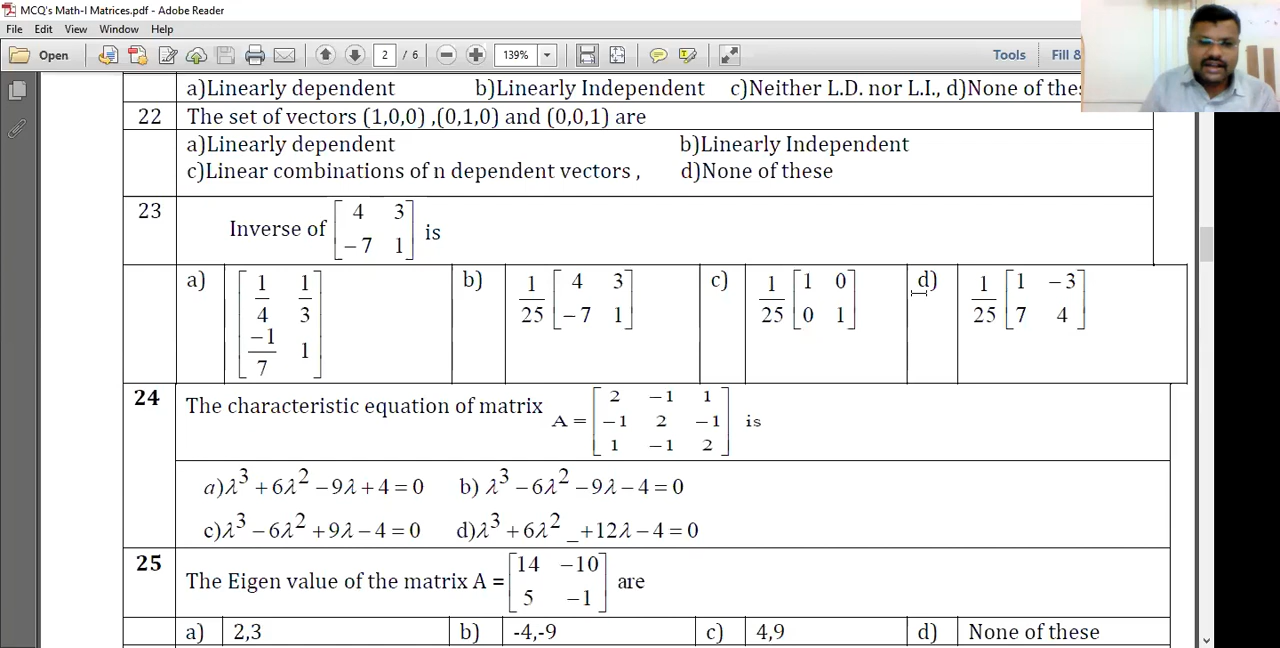 MCQ's Math-I Matrices.pdf - Adobe Reader
File Edit View Window Help
Open 2 / 6 139% Tools Fill &
a)Linearly dependent b)Linearly Independent c)Neither L.D. nor L.I., d)None of the
22 The set of vectors (1,0,0) ,(0,1,0) and (0,0,1) are
a)Linearly dependent b)Linearly Independent
c)Linear combinations of n dependent vectors , d)None of these
23 Inverse of [4 3; −7 1] is
a) [1/4 1/3; −1/7 1] b) 1/25 [4 3; −7 1] c) 1/25 [1 0; 0 1] d) 1/25 [1 −3; 7 4]
24 The characteristic equation of matrix A = [2 −1 1; −1 2 −1; 1 −1 2] is
a)λ³ + 6λ² − 9λ + 4 = 0 b) λ³ − 6λ² − 9λ − 4 = 0
c)λ³ − 6λ² + 9λ − 4 = 0 d)λ³ + 6λ² _ +12λ − 4 = 0
25 The Eigen value of the matrix A = [14 −10; 5 −1] are
a) 2,3 b) -4,-9 c) 4,9 d) None of these